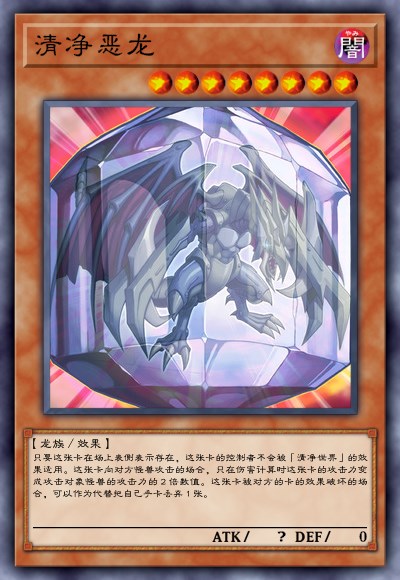 清净恶龙
やみ
闇
【龙族／效果】
只要这张卡在场上表侧表示存在，这张卡的控制者不会被「清净世界」的效
果适用。这张卡向对方怪兽攻击的场合，只在伤害计算时这张卡的攻击力变
成攻击对象怪兽的攻击力的２倍数值。这张卡被对方的卡的效果破坏的场
合，可以作为代替把自己手卡丢弃１张。
ATK/ ? DEF/ 0